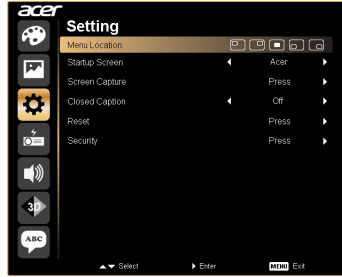 acer
Setting
Menu Location
Startup Screen Acer
Screen Capture Press
Closed Caption Off
Reset Press
Security Press
3D
ABC
Select Enter MENU Exit